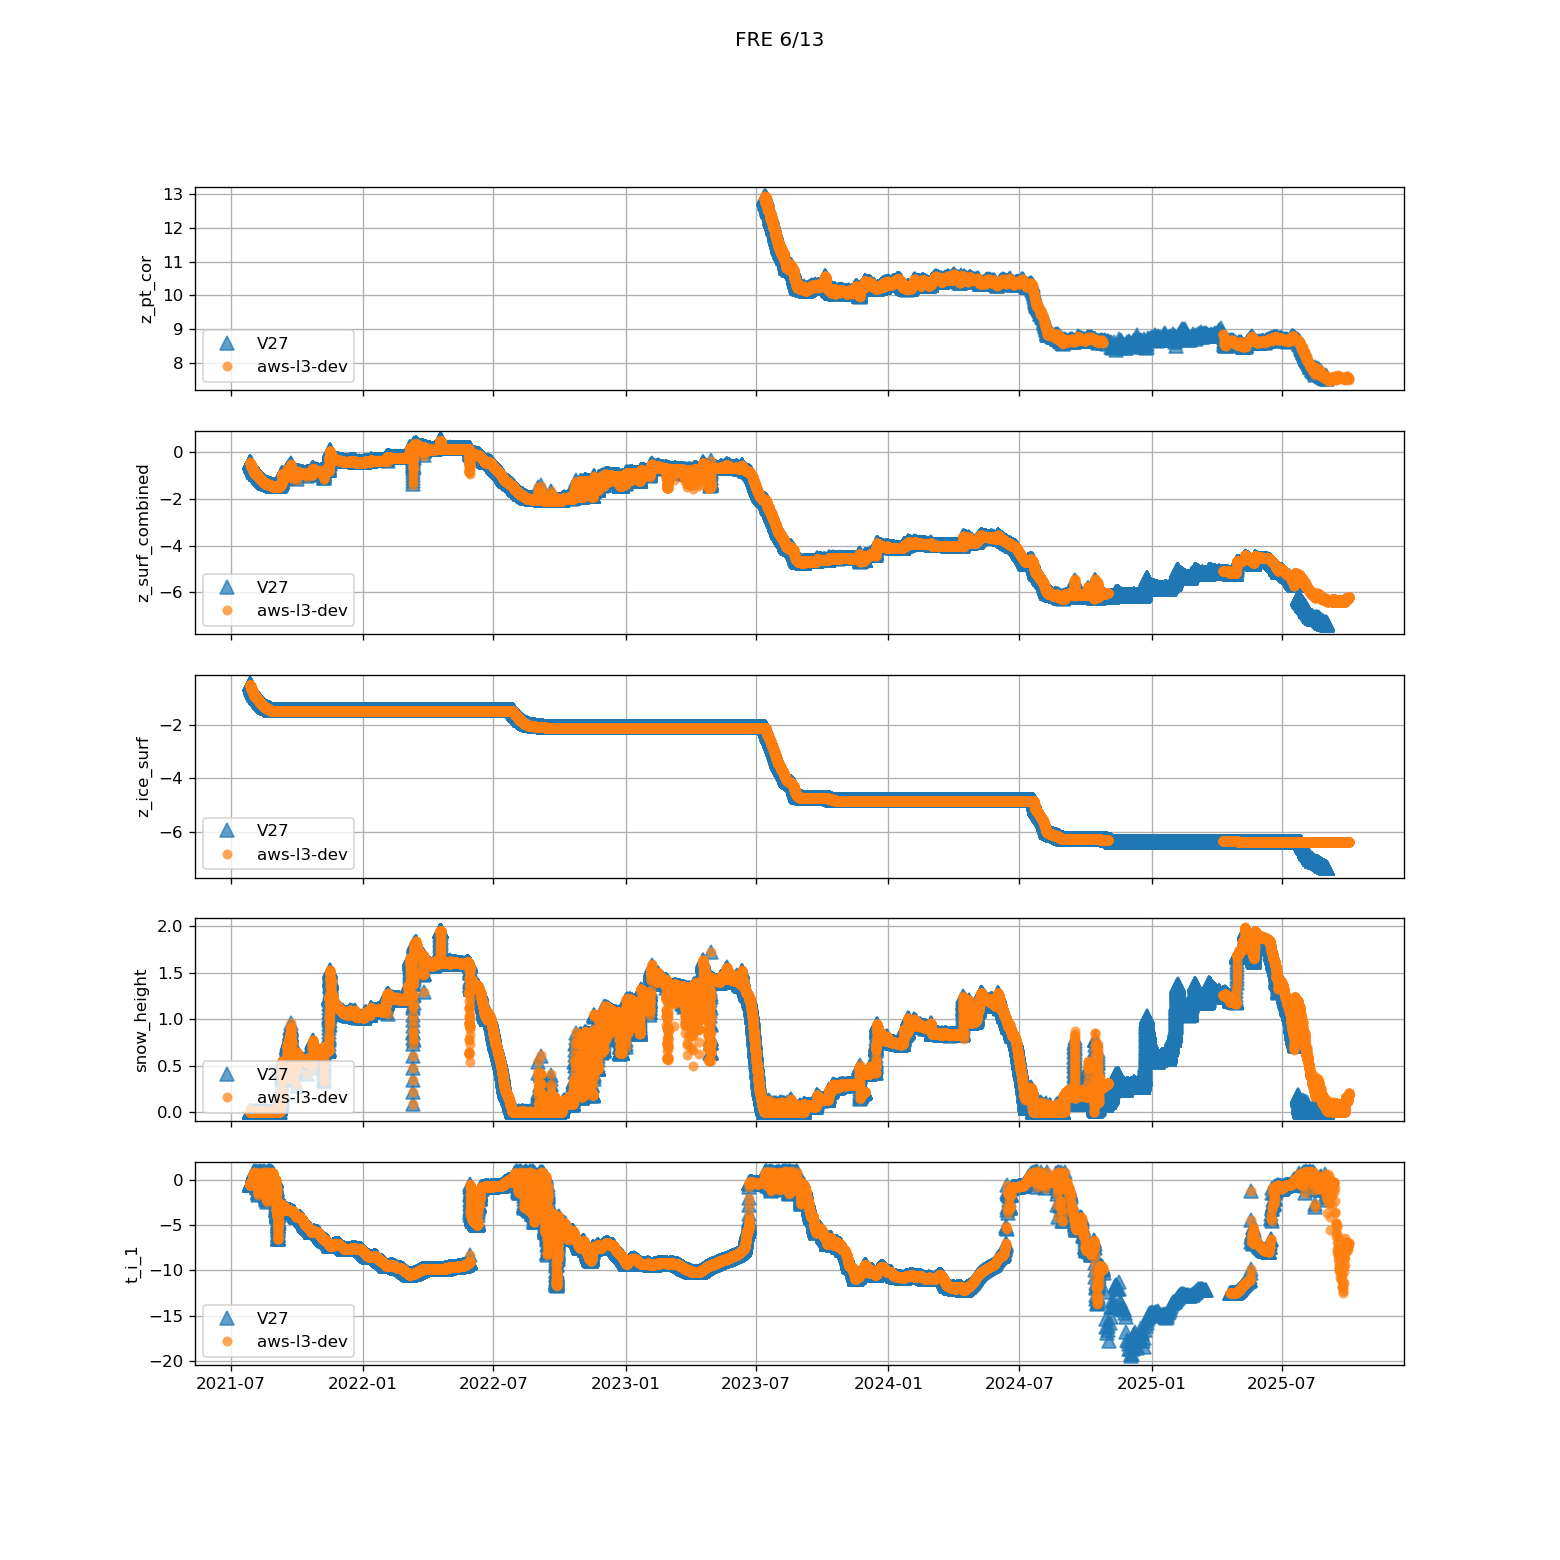 FRE 6/13
13
12
11
10
9
8
z_pt_cor
V27
aws-l3-dev
0
−2
−4
−6
z_surf_combined
V27
aws-l3-dev
−2
−4
−6
z_ice_surf
V27
aws-l3-dev
2.0
1.5
1.0
0.5
0.0
snow_height
V27
aws-l3-dev
0
−5
−10
−15
−20
t_i_1
V27
aws-l3-dev
2021-07 2022-01 2022-07 2023-01 2023-07 2024-01 2024-07 2025-01 2025-07